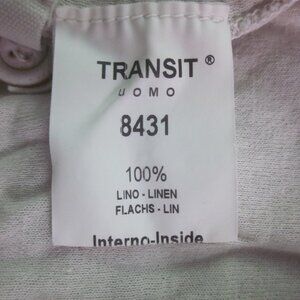 TRANSIT ®
UOMO
8431
100%
LINO - LINEN
FLACHS - LIN
Interno-Inside